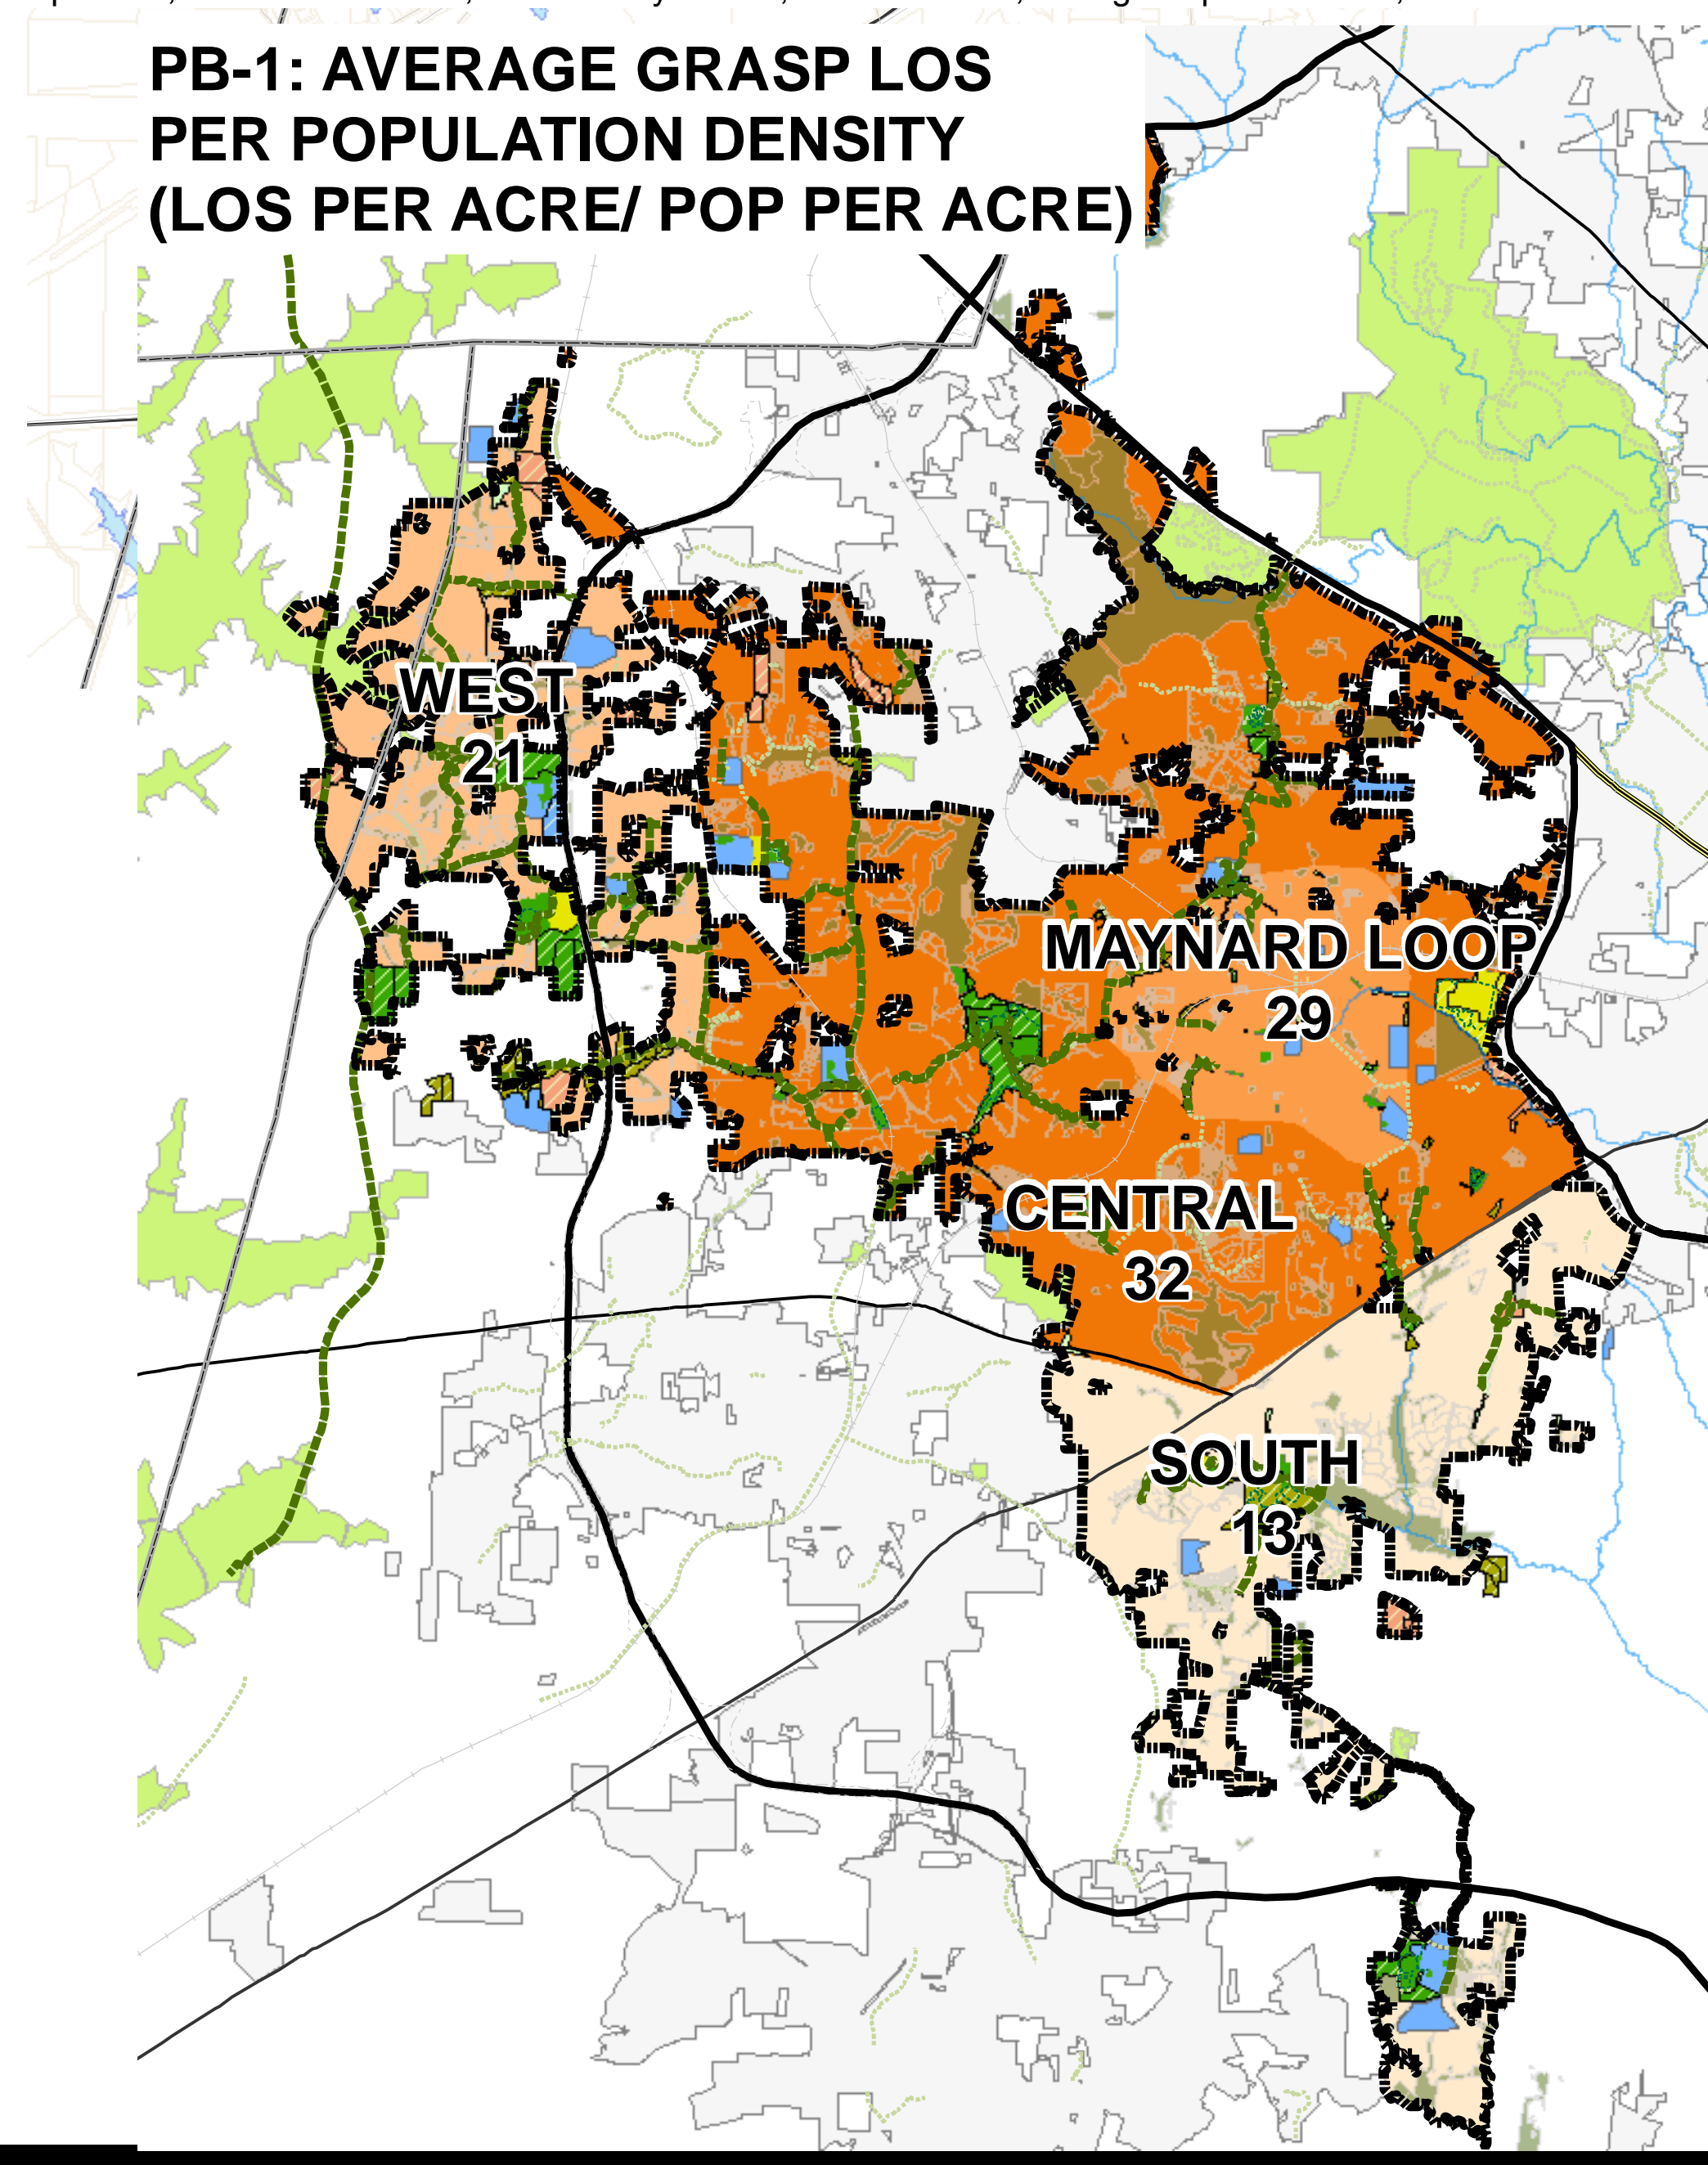 PB-1: AVERAGE GRASP LOS
PER POPULATION DENSITY
(LOS PER ACRE/ POP PER ACRE)
WEST
21
MAYNARD LOOP
29
CENTRAL
32
SOUTH
13